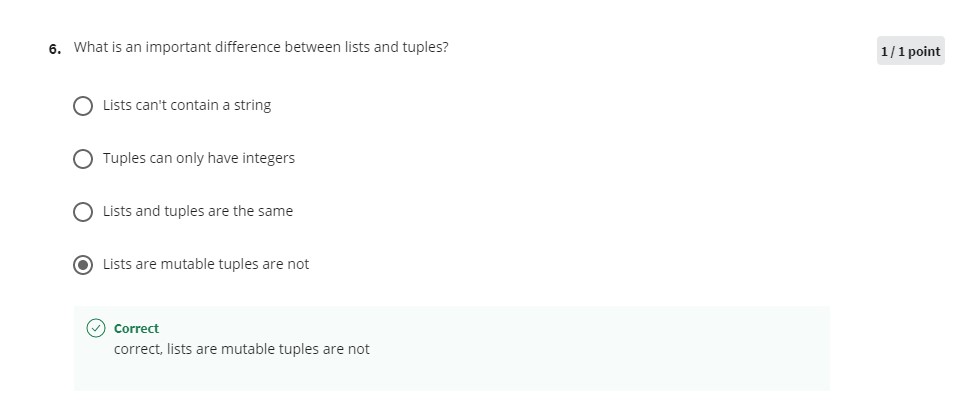 6. What is an important difference between lists and tuples?
1 / 1 point
Lists can't contain a string
Tuples can only have integers
Lists and tuples are the same
Lists are mutable tuples are not
Correct
correct, lists are mutable tuples are not